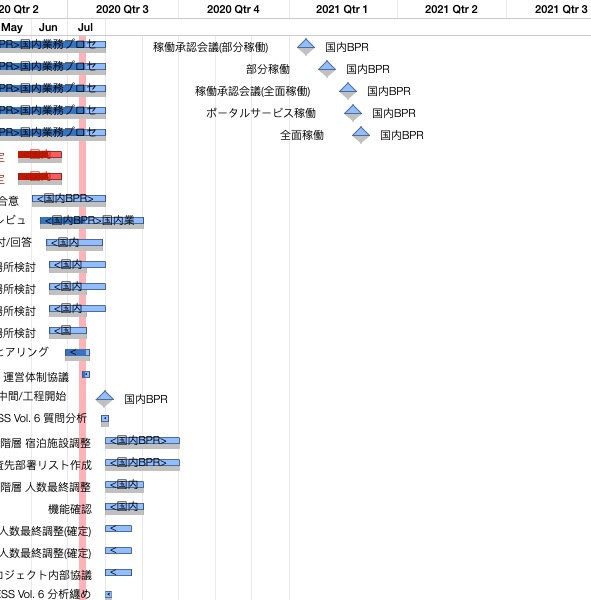 20 Qtr 2 2020 Qtr 3 2020 Qtr 4 2021 Qtr 1 2021 Qtr 2 2021 Qtr 3
May Jun Jul
PR>国内業務プロセ 稼働承認会議(部分稼働) 国内BPR
PR>国内業務プロセ 部分稼働 国内BPR
PR>国内業務プロセ 稼働承認会議(全面稼働) 国内BPR
PR>国内業務プロセ ポータルサービス稼働 国内BPR
PR>国内業務プロセ 全面稼働 国内BPR
定
定
合意 <国内BPR>
レビュ <国内BPR>国内業
付/回答 <国内
場所検討 <国内
場所検討 <国内
場所検討 <国内
場所検討 <国
ヒアリング <
運営体制協議
中間/工程開始 国内BPR
SS Vol. 6 質問分析
階層 宿泊施設調整 <国内BPR>
査先部署リスト作成 <国内BPR>
階層 人数最終調整 <国内
機能確認 <国内
人数最終調整(確定) <
人数最終調整(確定) <
ロジェクト内部協議 <
ESS Vol. 6 分析纏め